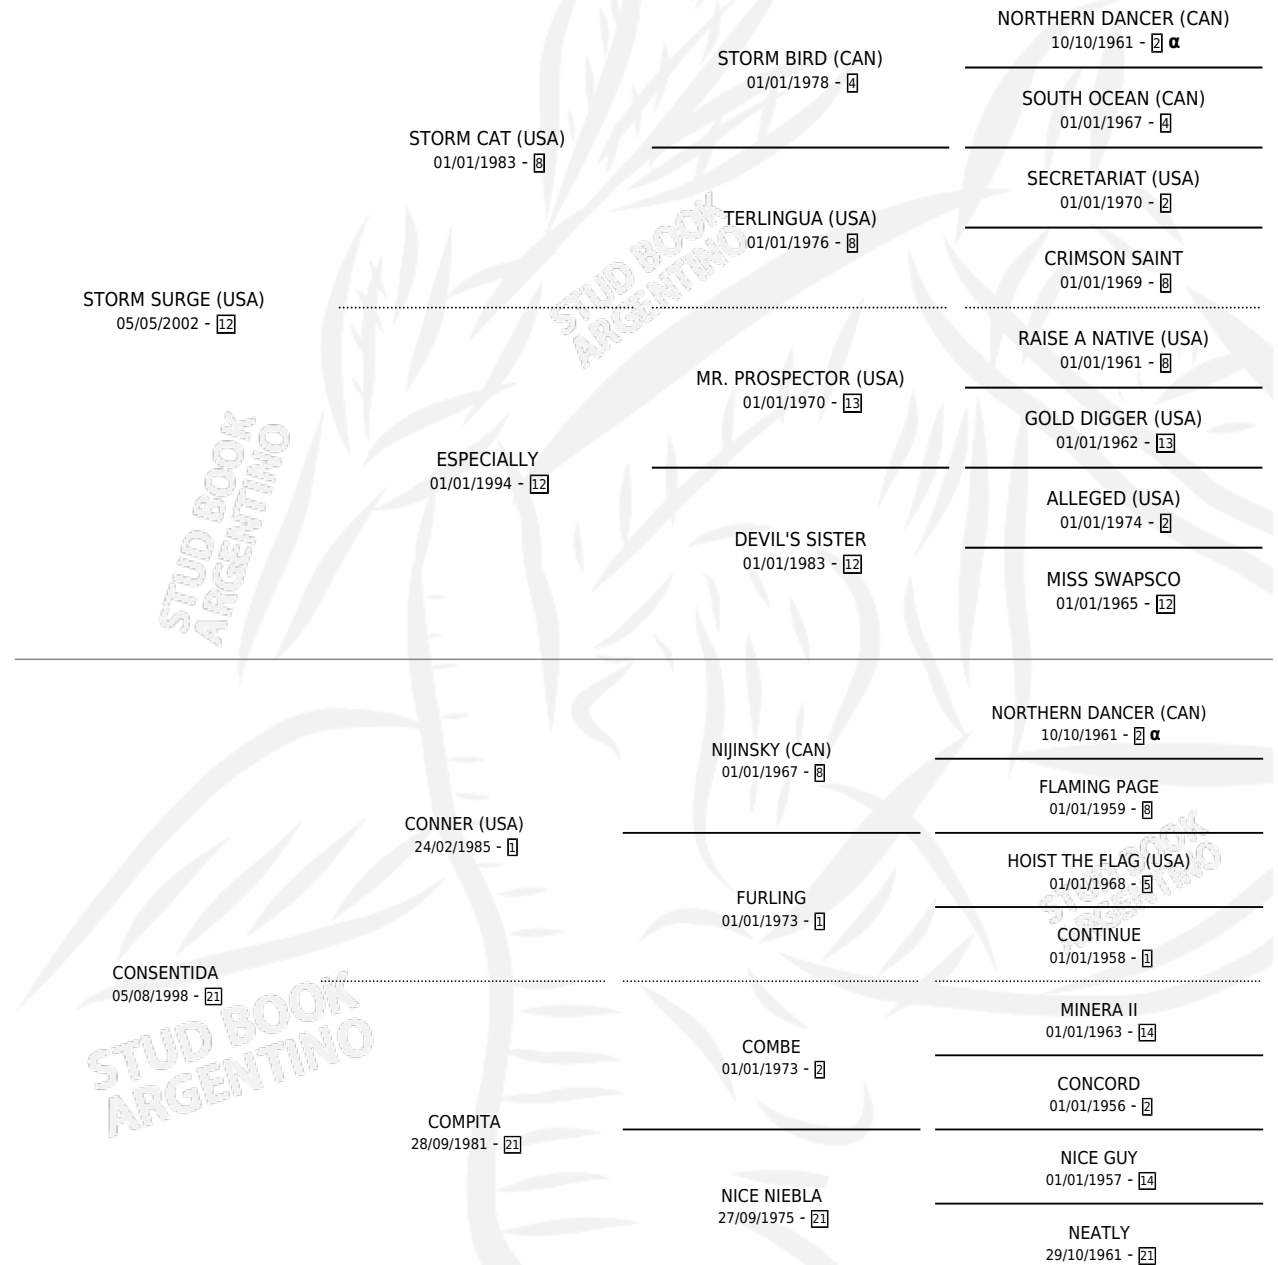 NORTHERN DANCER (CAN)
10/10/1961 - 2 α
STORM BIRD (CAN)
01/01/1978 - 4
SOUTH OCEAN (CAN)
01/01/1967 - 4
STORM CAT (USA)
01/01/1983 - 8
SECRETARIAT (USA)
01/01/1970 - 2
TERLINGUA (USA)
01/01/1976 - 8
CRIMSON SAINT
01/01/1969 - 8
STORM SURGE (USA)
05/05/2002 - 12
STUD BOOK
ARGENTINO
RAISE A NATIVE (USA)
01/01/1961 - 8
MR. PROSPECTOR (USA)
01/01/1970 - 13
GOLD DIGGER (USA)
01/01/1962 - 13
ESPECIALLY
01/01/1994 - 12
ALLEGED (USA)
01/01/1974 - 2
DEVIL'S SISTER
01/01/1983 - 12
MISS SWAPSCO
01/01/1965 - 12
STUD BOOK
ARGENTINO
NORTHERN DANCER (CAN)
10/10/1961 - 2 α
NIJINSKY (CAN)
01/01/1967 - 8
FLAMING PAGE
01/01/1959 - 8
CONNER (USA)
24/02/1985 - 1
HOIST THE FLAG (USA)
01/01/1968 - 5
STUD BOOK
ARGENTINO
FURLING
01/01/1973 - 1
CONTINUE
01/01/1958 - 1
CONSENTIDA
05/08/1998 - 21
STUD BOOK
ARGENTINO
MINERA II
01/01/1963 - 14
COMBE
01/01/1973 - 2
CONCORD
01/01/1956 - 2
COMPITA
28/09/1981 - 21
NICE GUY
01/01/1957 - 14
NICE NIEBLA
27/09/1975 - 21
NEATLY
29/10/1961 - 21